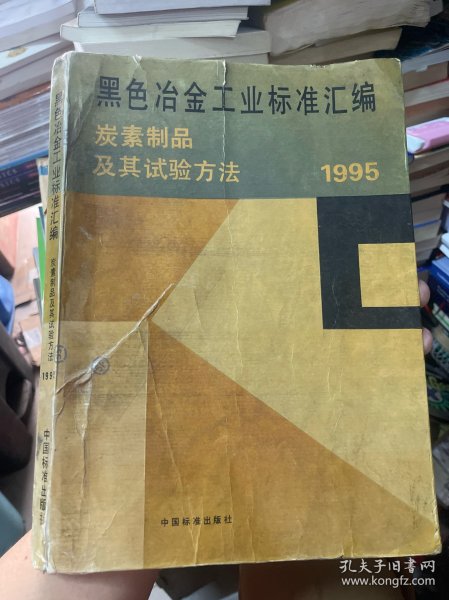 黑色冶金工业标准汇编
炭素制品
及其试验方法 1995
中国标准出版社
黑色冶金工业标准汇编
炭素制品及其试验方法
199
中国标准出版社
孔夫子旧书网
www.kongfz.com